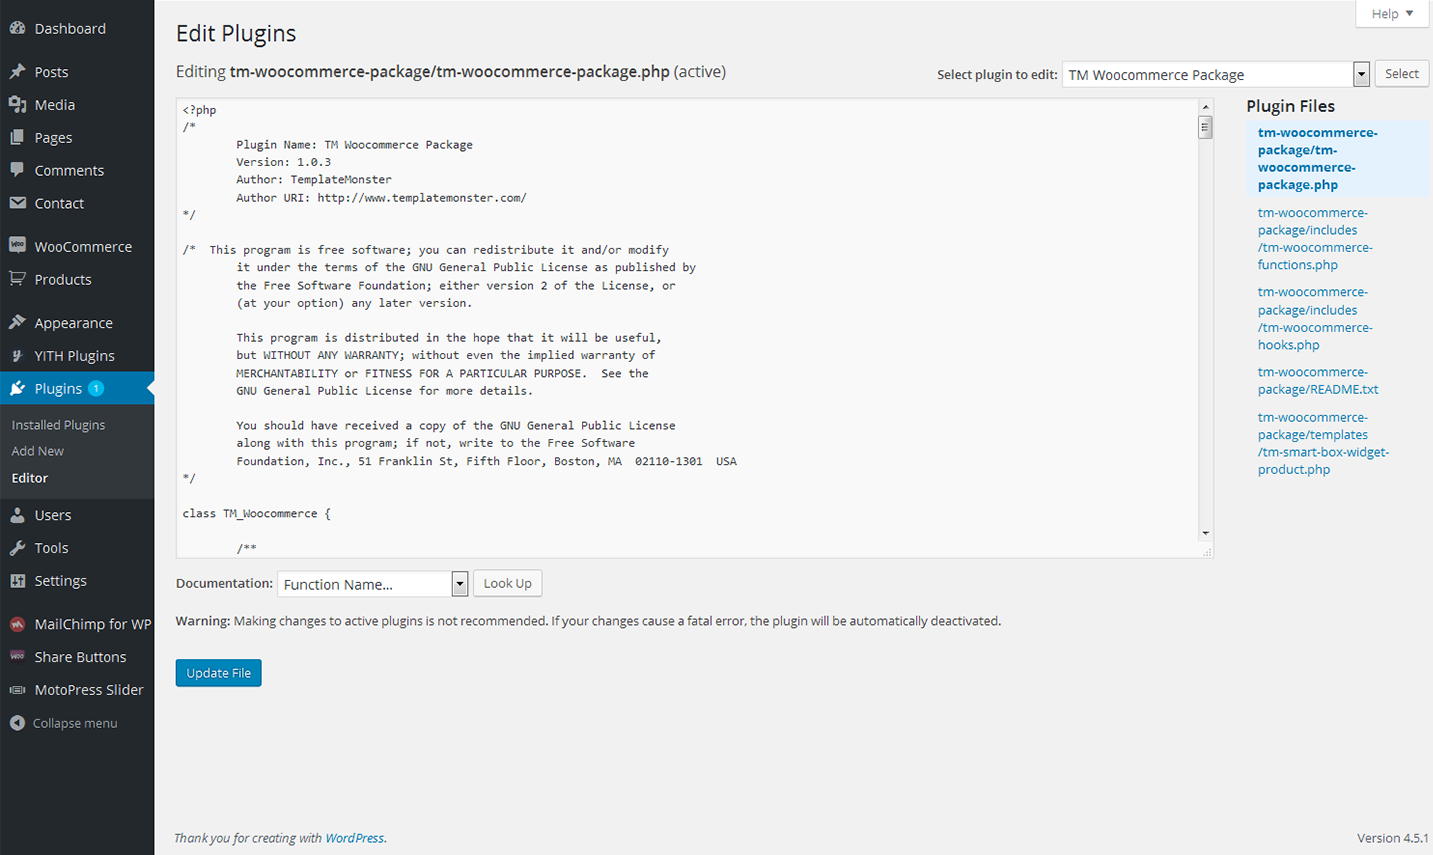 Dashboard
Posts
Media
Pages
Comments
Contact
WooCommerce
Products
Appearance
YITH Plugins
Plugins 1
Installed Plugins
Add New
Editor
Users
Tools
Settings
MailChimp for WP
Share Buttons
MotoPress Slider
Collapse menu
Help
Edit Plugins
Editing tm-woocommerce-package/tm-woocommerce-package.php (active)
Select plugin to edit: TM Woocommerce Package Select
<?php
/*
Plugin Name: TM Woocommerce Package
Version: 1.0.3
Author: TemplateMonster
Author URI: http://www.templatemonster.com/
*/
/*  This program is free software; you can redistribute it and/or modify
it under the terms of the GNU General Public License as published by
the Free Software Foundation; either version 2 of the License, or
(at your option) any later version.
This program is distributed in the hope that it will be useful,
but WITHOUT ANY WARRANTY; without even the implied warranty of
MERCHANTABILITY or FITNESS FOR A PARTICULAR PURPOSE.  See the
GNU General Public License for more details.
You should have received a copy of the GNU General Public License
along with this program; if not, write to the Free Software
Foundation, Inc., 51 Franklin St, Fifth Floor, Boston, MA  02110-1301  USA
*/
class TM_Woocommerce {
/**
Plugin Files
tm-woocommerce-
package/tm-
woocommerce-
package.php
tm-woocommerce-
package/includes
/tm-woocommerce-
functions.php
tm-woocommerce-
package/includes
/tm-woocommerce-
hooks.php
tm-woocommerce-
package/README.txt
tm-woocommerce-
package/templates
/tm-smart-box-widget-
product.php
Documentation: Function Name... Look Up
Warning: Making changes to active plugins is not recommended. If your changes cause a fatal error, the plugin will be automatically deactivated.
Update File
Thank you for creating with WordPress.
Version 4.5.1